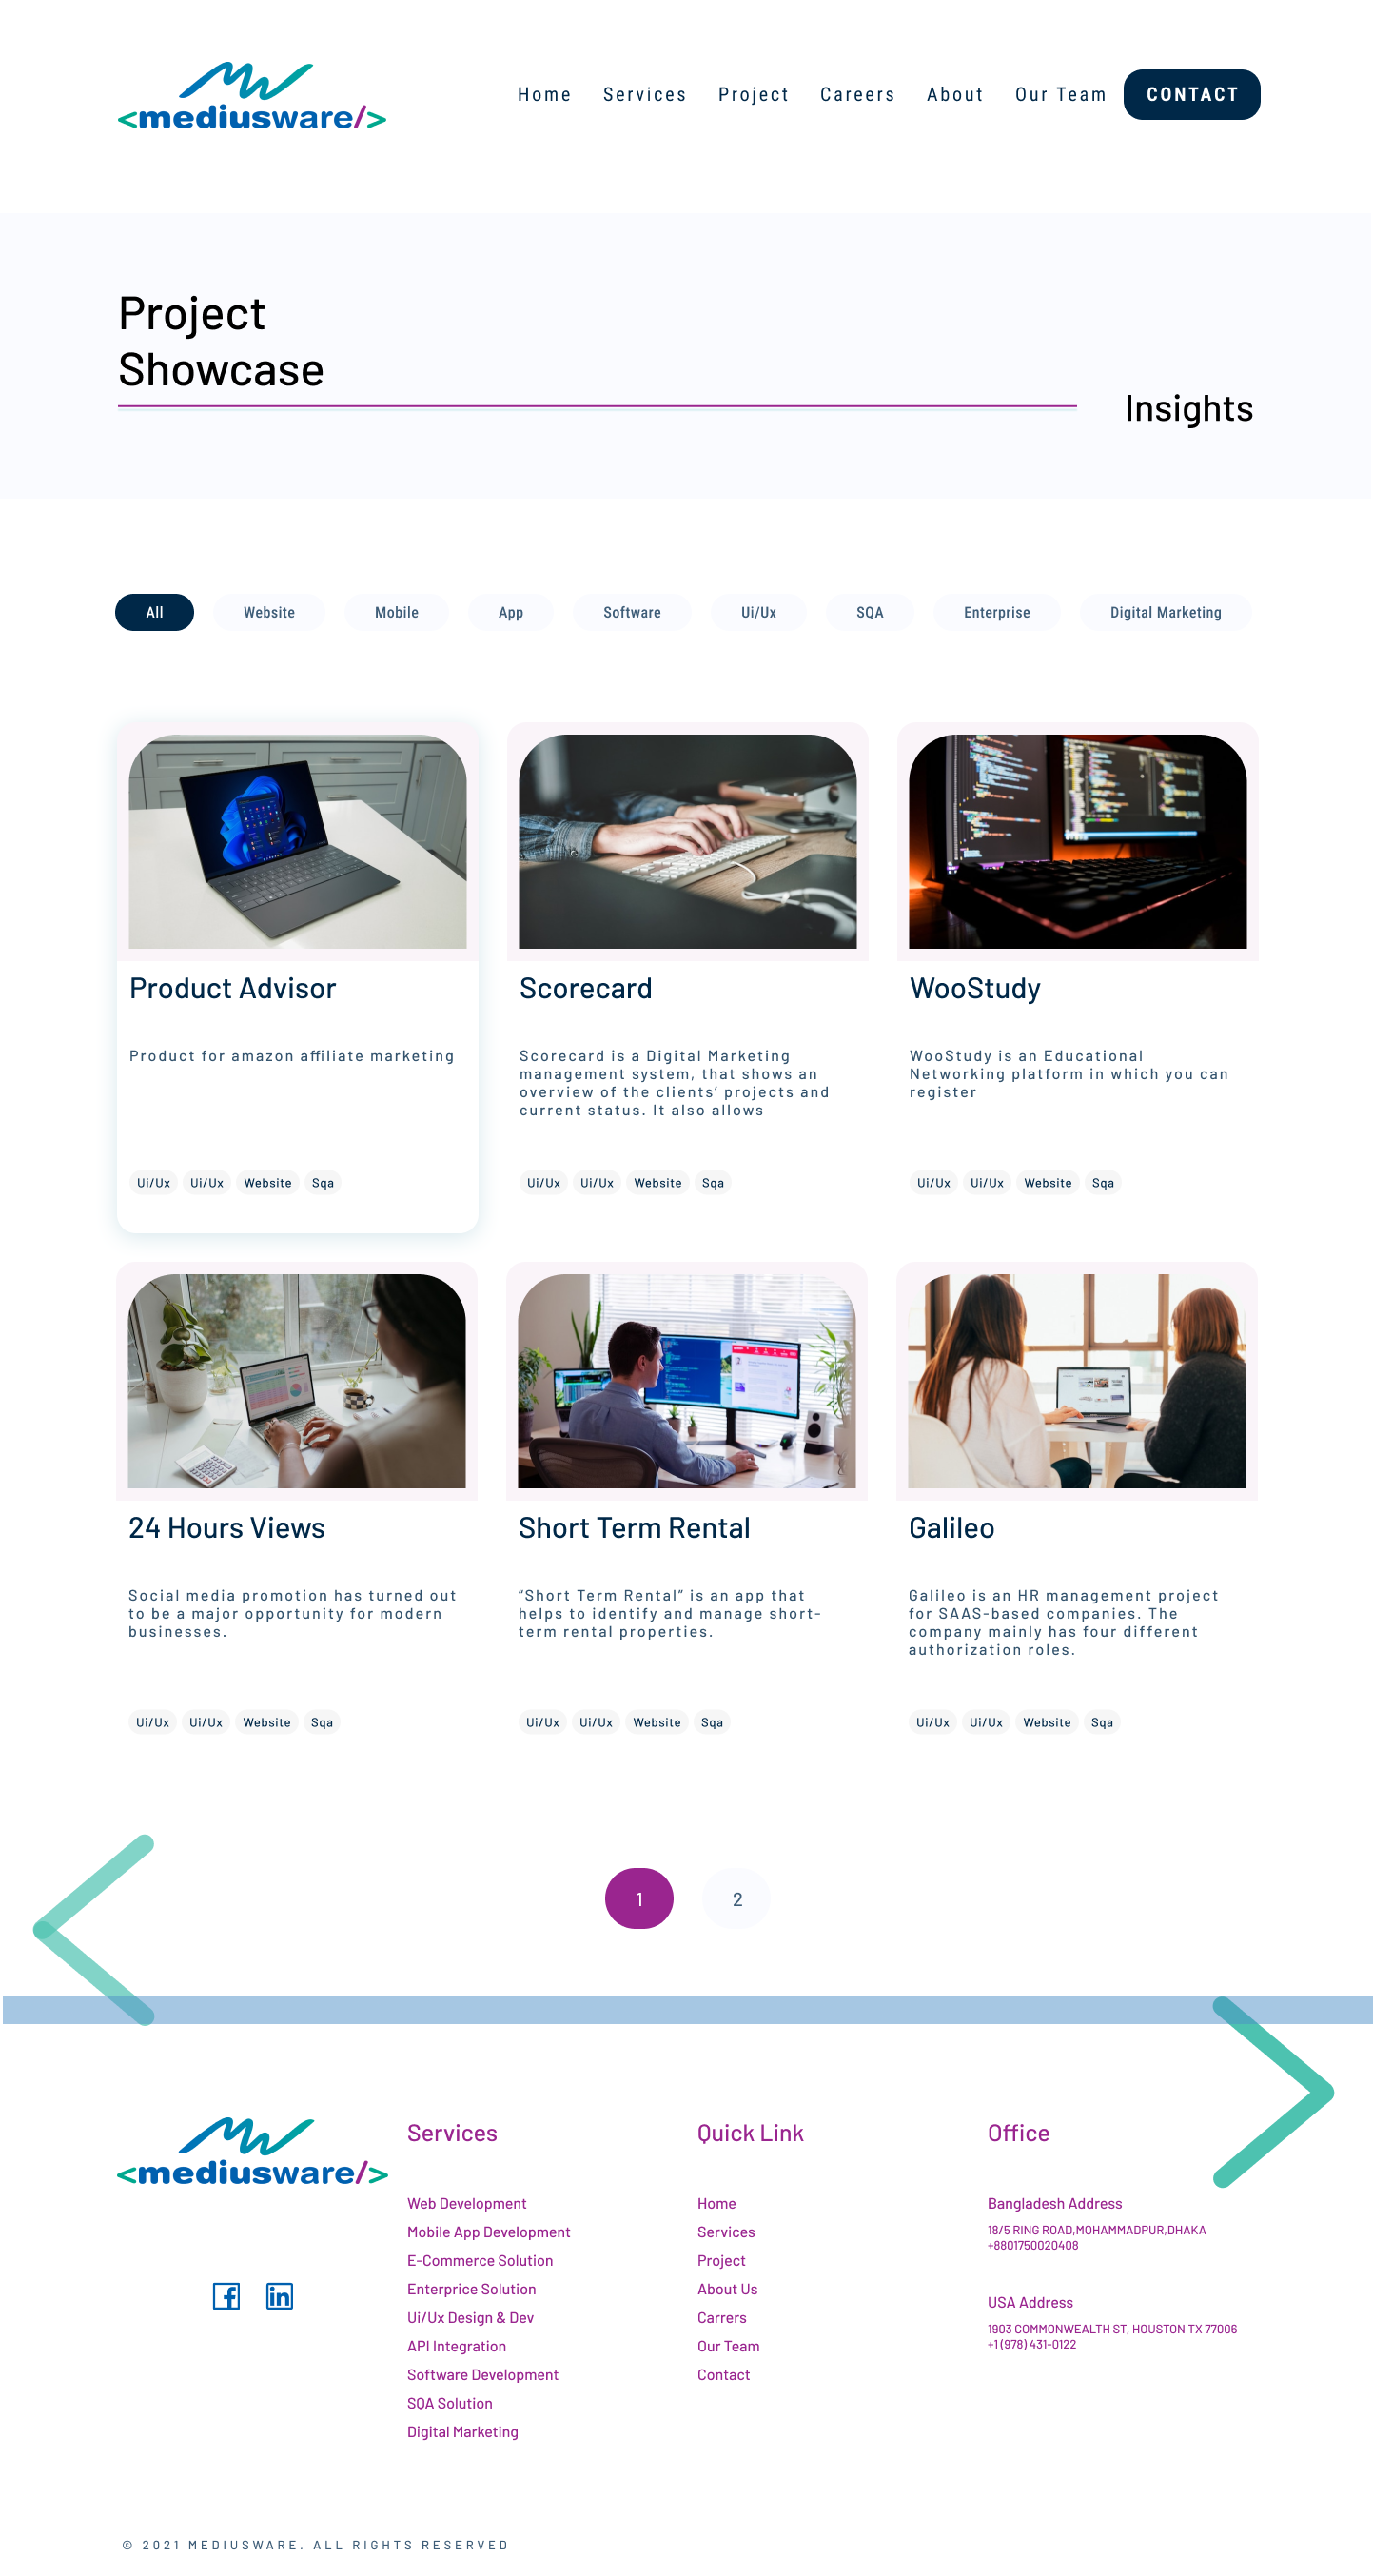 <mediusware/>
Home Services Project Careers About Our Team CONTACT
Project
Showcase
Insights
All Website Mobile App Software Ui/Ux SQA Enterprise Digital Marketing
Product Advisor
Product for amazon affiliate marketing
Ui/Ux Ui/Ux Website Sqa
Scorecard
Scorecard is a Digital Marketing
management system, that shows an
overview of the clients’ projects and
current status. It also allows
Ui/Ux Ui/Ux Website Sqa
WooStudy
WooStudy is an Educational
Networking platform in which you can
register
Ui/Ux Ui/Ux Website Sqa
24 Hours Views
Social media promotion has turned out
to be a major opportunity for modern
businesses.
Ui/Ux Ui/Ux Website Sqa
Short Term Rental
“Short Term Rental” is an app that
helps to identify and manage short-
term rental properties.
Ui/Ux Ui/Ux Website Sqa
Galileo
Galileo is an HR management project
for SAAS-based companies. The
company mainly has four different
authorization roles.
Ui/Ux Ui/Ux Website Sqa
1 2
<mediusware/>
Services
Web Development
Mobile App Development
E-Commerce Solution
Enterprice Solution
Ui/Ux Design & Dev
API Integration
Software Development
SQA Solution
Digital Marketing
Quick Link
Home
Services
Project
About Us
Carrers
Our Team
Contact
Office
Bangladesh Address
18/5 RING ROAD,MOHAMMADPUR,DHAKA
+8801750020408
USA Address
1903 COMMONWEALTH ST, HOUSTON TX 77006
+1 (978) 431-0122
© 2021 MEDIUSWARE. ALL RIGHTS RESERVED